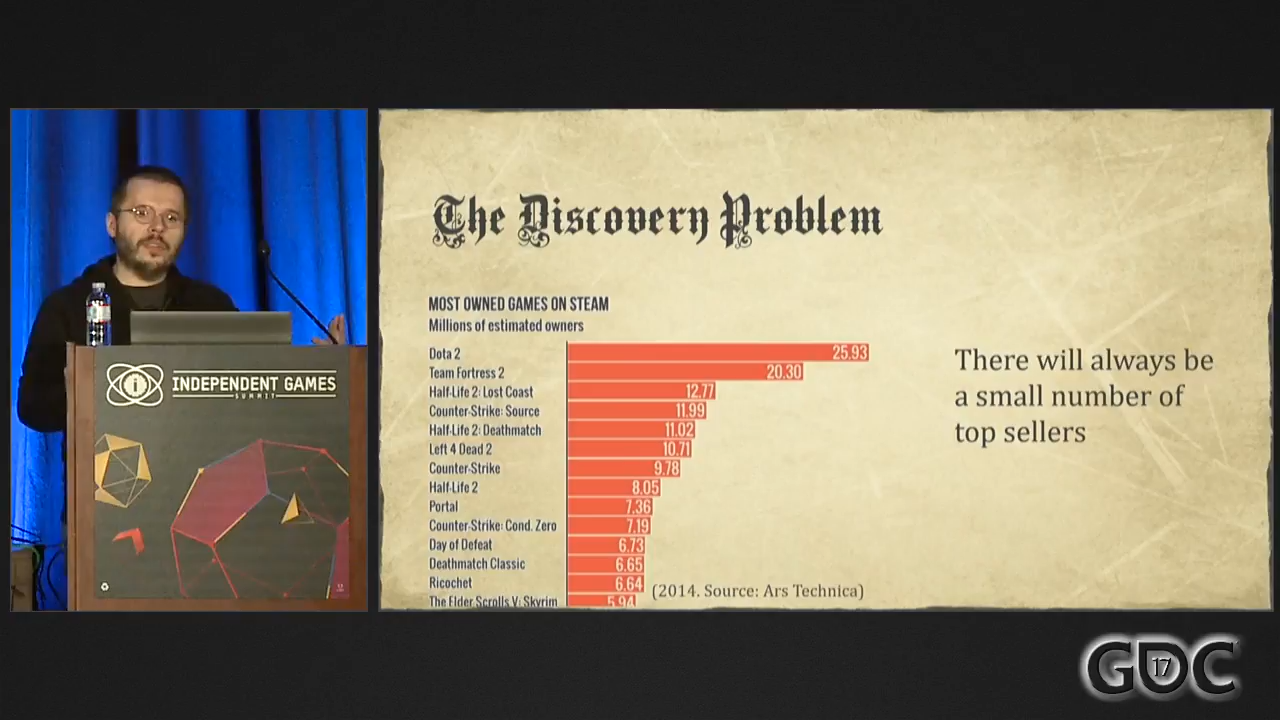 INDEPENDENT GAMES
SUMMIT
The Discovery Problem
MOST OWNED GAMES ON STEAM
Millions of estimated owners
Dota 2 25.93
Team Fortress 2 20.30
Half-Life 2: Lost Coast 12.77
Counter-Strike: Source 11.99
Half-Life 2: Deathmatch 11.02
Left 4 Dead 2 10.71
Counter-Strike 9.78
Half-Life 2 8.05
Portal 7.36
Counter-Strike: Cond. Zero 7.19
Day of Defeat 6.73
Deathmatch Classic 6.65
Ricochet 6.64
The Elder Scrolls V: Skyrim 5.94
(2014. Source: Ars Technica)
There will always be
a small number of
top sellers
GDC
17